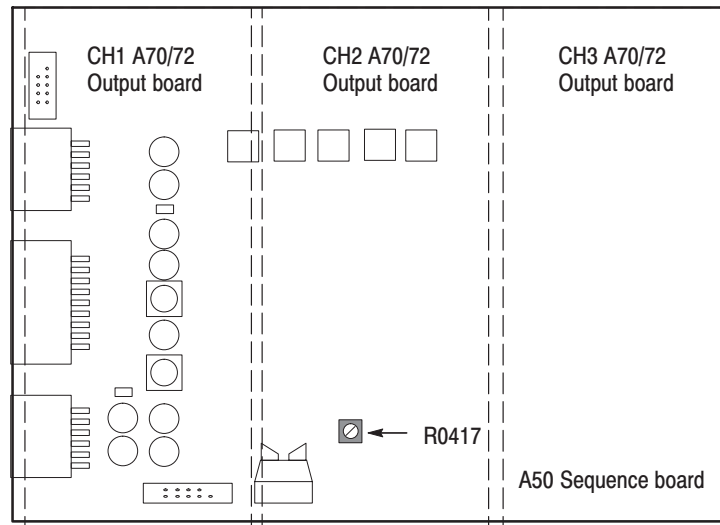 CH1 A70/72
Output board
CH2 A70/72
Output board
CH3 A70/72
Output board
R0417
A50 Sequence board